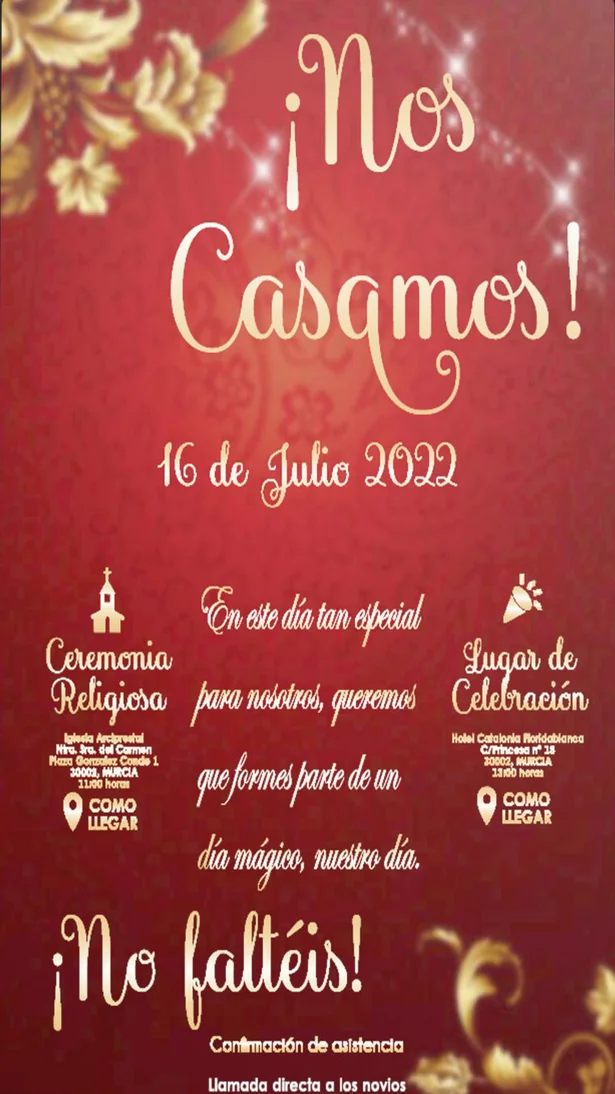 ¡Nos
Casamos!
16 de Julio 2022
Ceremonia
Religiosa
Iglesia Arciprestal
Ntra. Sra. del Carmen
Plaza Gonzalez Conde 1
30002, MURCIA
11:00 horas
COMO
LLEGAR
En este día tan especial
para nosotros, queremos
que formes parte de un
día mágico, nuestro día.
Lugar de
Celebración
Hotel Catalonia Floridablanca
C/Princesa nº 18
30002, MURCIA
13:00 horas
COMO
LLEGAR
¡No faltéis!
Confirmación de asistencia
Llamada directa a los novios